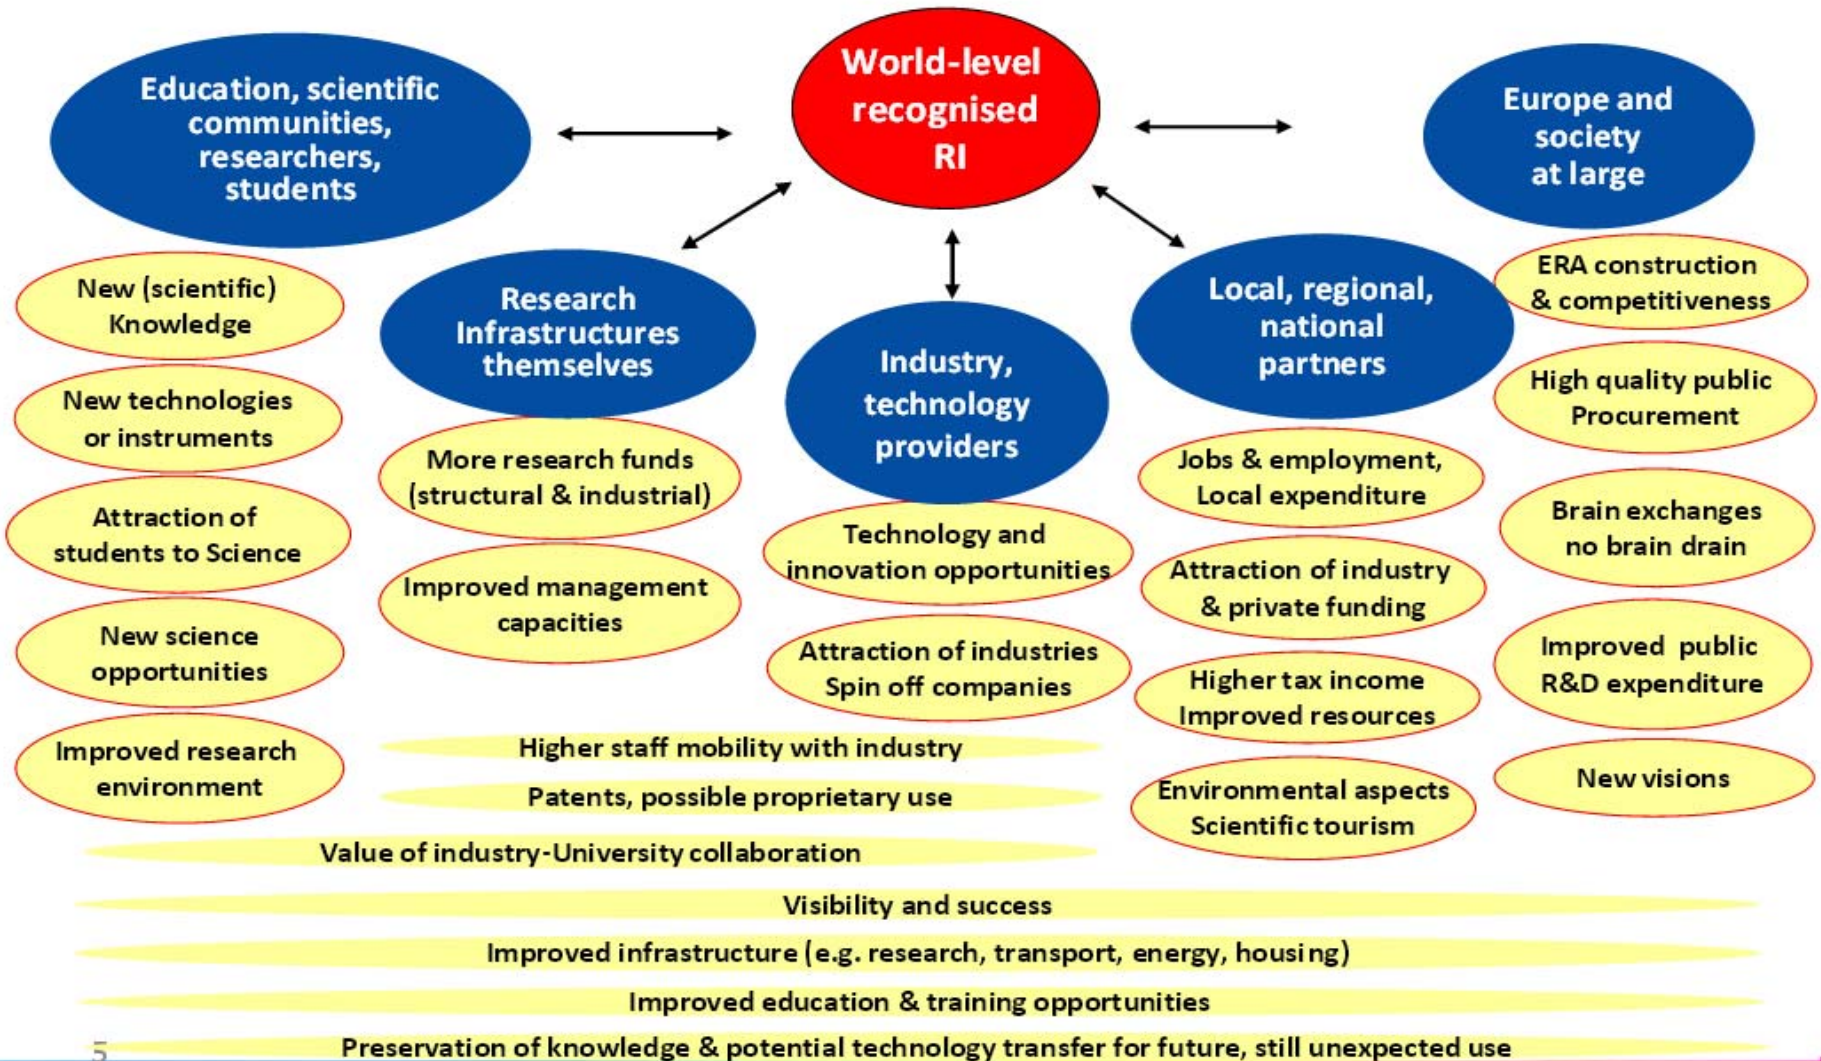 World-level
recognised
RI
Education, scientific
communities,
researchers,
students
Europe and
society
at large
Research
Infrastructures
themselves
Industry,
technology
providers
Local, regional,
national
partners
New (scientific)
Knowledge
New technologies
or instruments
Attraction of
students to Science
New science
opportunities
Improved research
environment
More research funds
(structural & industrial)
Improved management
capacities
Technology and
innovation opportunities
Attraction of industries
Spin off companies
Jobs & employment,
Local expenditure
Attraction of industry
& private funding
Higher tax income
Improved resources
Environmental aspects
Scientific tourism
ERA construction
& competitiveness
High quality public
Procurement
Brain exchanges
no brain drain
Improved public
R&D expenditure
New visions
Higher staff mobility with industry
Patents, possible proprietary use
Value of industry-University collaboration
Visibility and success
Improved infrastructure (e.g. research, transport, energy, housing)
Improved education & training opportunities
Preservation of knowledge & potential technology transfer for future, still unexpected use
5